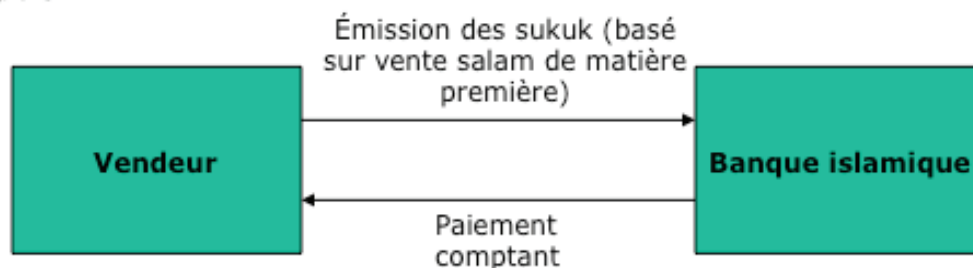 Émission des sukuk (basé
sur vente salam de matière
première)
Vendeur
Banque islamique
Paiement
comptant